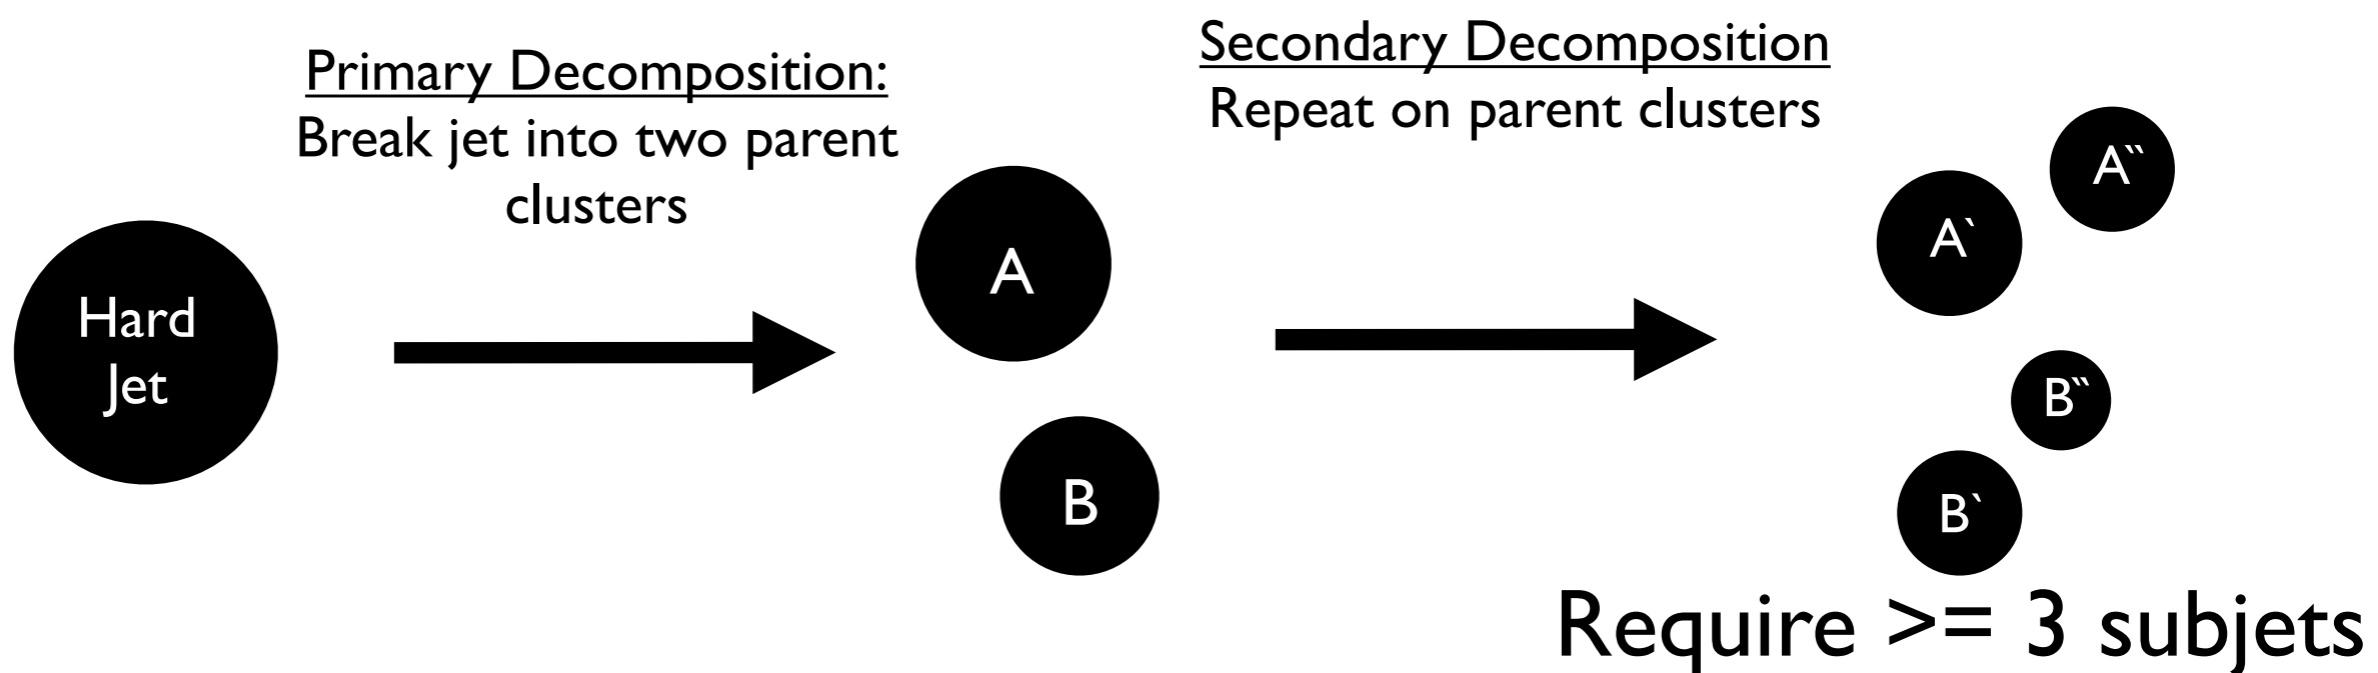 Primary Decomposition:
Break jet into two parent
clusters
Secondary Decomposition
Repeat on parent clusters
Hard
Jet
A
B
A``
A`
B``
B`
Require >= 3 subjets